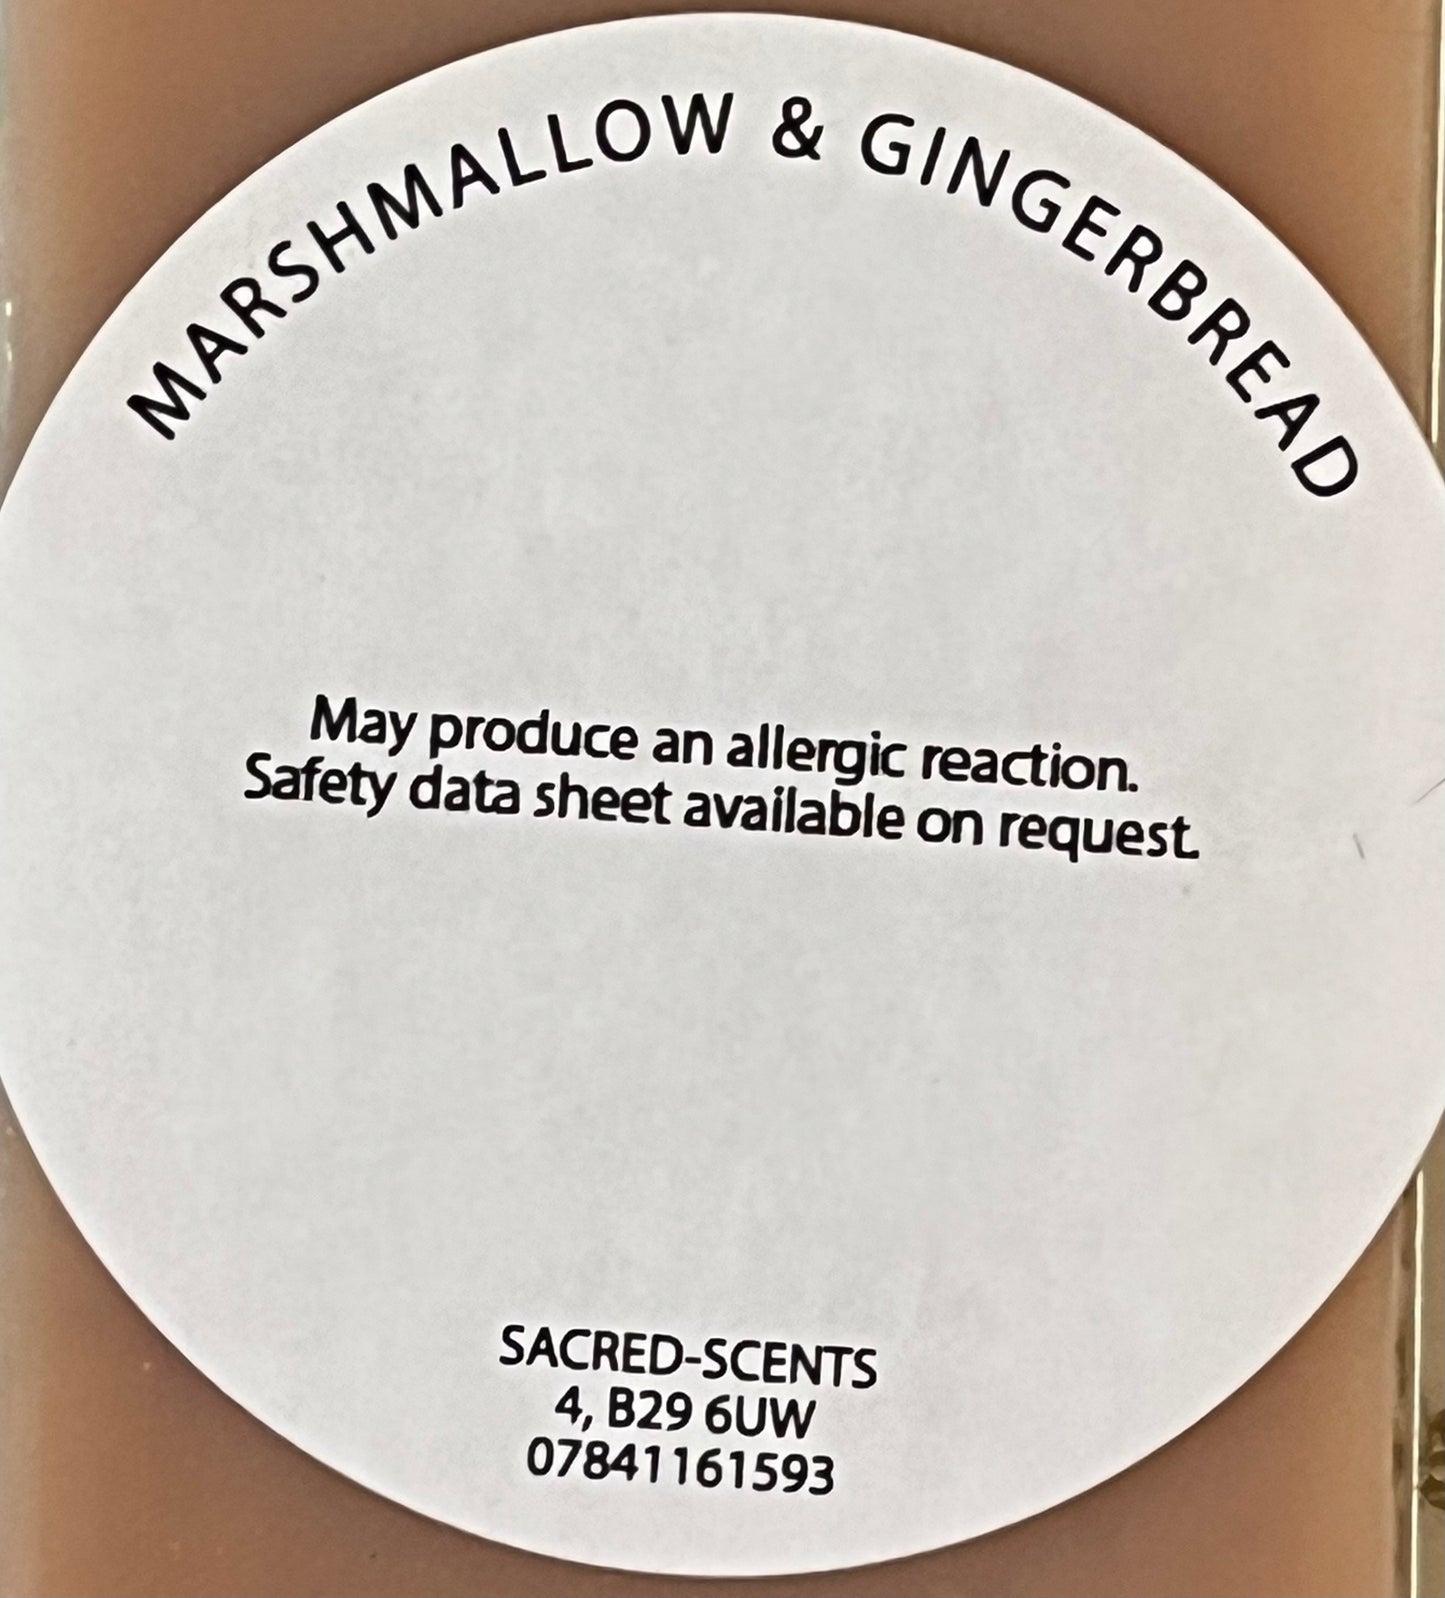 MARSHMALLOW & GINGERBREAD
May produce an allergic reaction.
Safety data sheet available on request.
SACRED-SCENTS
4, B29 6UW
07841161593